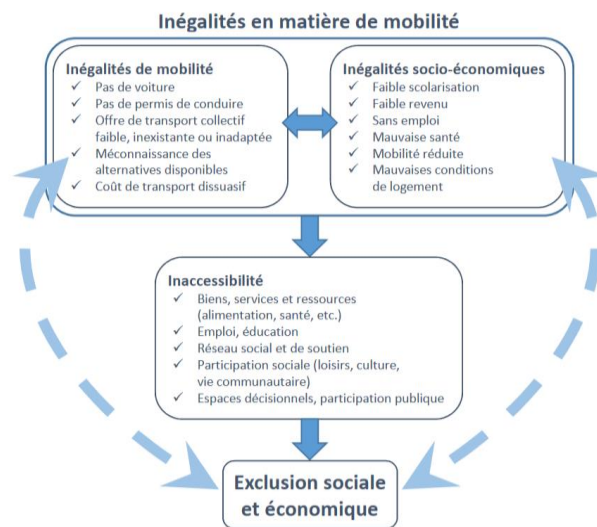 Inégalités en matière de mobilité
Inégalités de mobilité
✓ Pas de voiture
✓ Pas de permis de conduire
✓ Offre de transport collectif
faible, inexistante ou inadaptée
✓ Méconnaissance des
alternatives disponibles
✓ Coût de transport dissuasif
Inégalités socio-économiques
✓ Faible scolarisation
✓ Faible revenu
✓ Sans emploi
✓ Mauvaise santé
✓ Mobilité réduite
✓ Mauvaises conditions
de logement
Inaccessibilité
✓ Biens, services et ressources
(alimentation, santé, etc.)
✓ Emploi, éducation
✓ Réseau social et de soutien
✓ Participation sociale (loisirs, culture,
vie communautaire)
✓ Espaces décisionnels, participation publique
Exclusion sociale
et économique